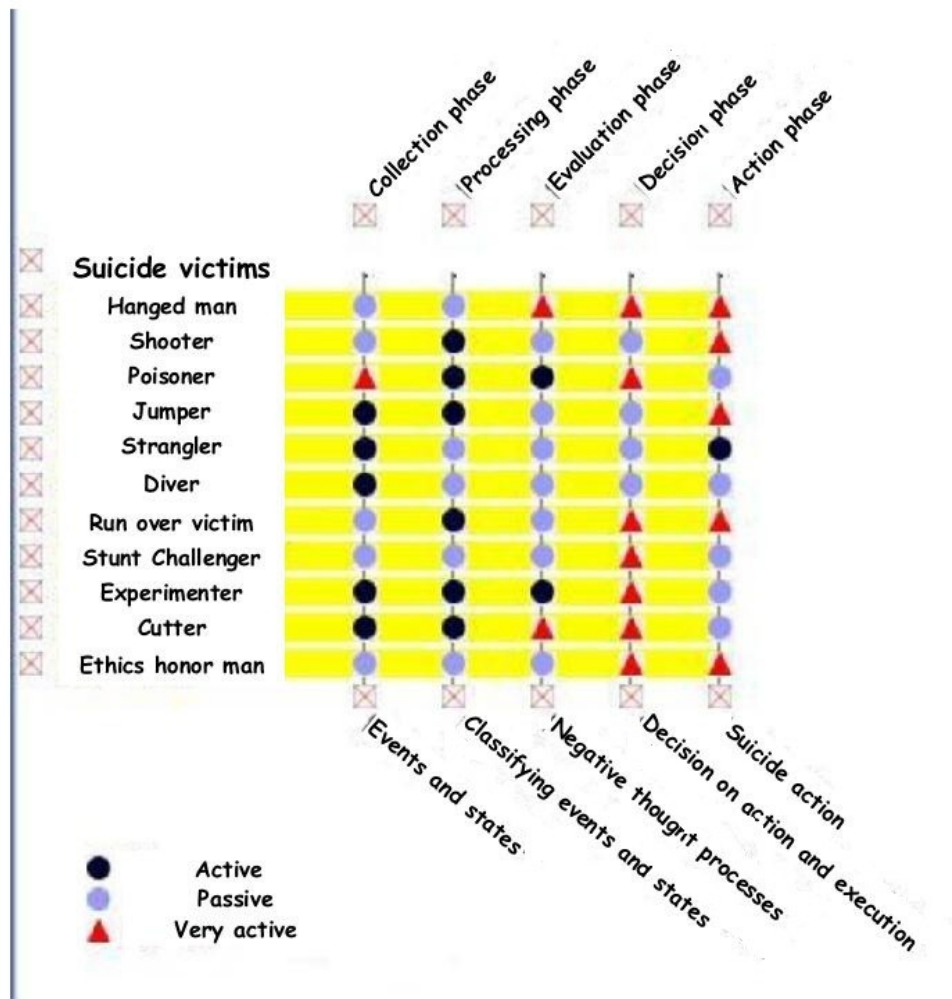 Collection phase
Processing phase
Evaluation phase
Decision phase
Action phase
Suicide victims
Hanged man
Shooter
Poisoner
Jumper
Strangler
Diver
Run over victim
Stunt Challenger
Experimenter
Cutter
Ethics honor man
Events and states
Classifying events and states
Negative thought processes
Decision on action and execution
Suicide action
Active
Passive
Very active